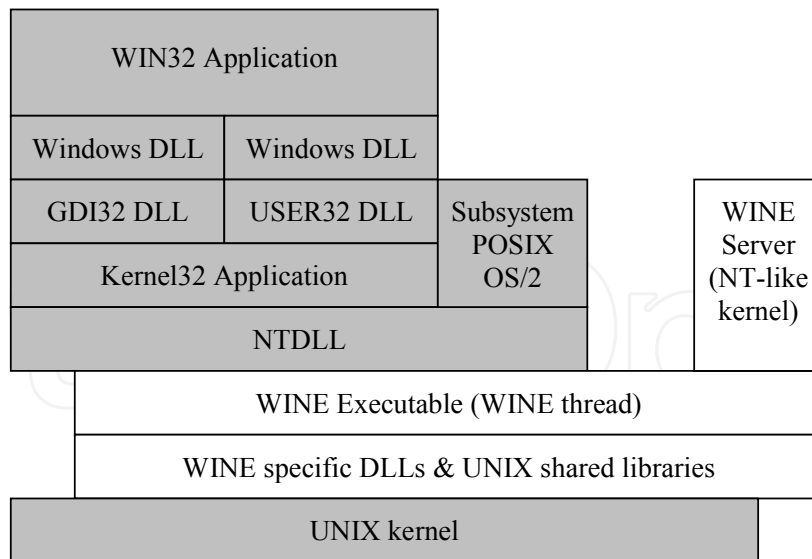 WIN32 Application
Windows DLL
Windows DLL
GDI32 DLL
USER32 DLL
Subsystem
POSIX
OS/2
WINE
Server
(NT-like
kernel)
Kernel32 Application
NTDLL
WINE Executable (WINE thread)
WINE specific DLLs & UNIX shared libraries
UNIX kernel